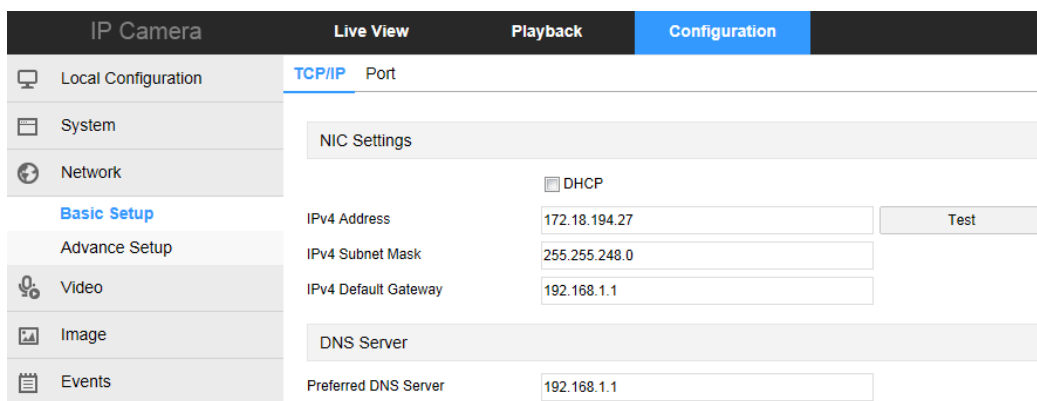 IP Camera Live View Playback Configuration
Local Configuration TCP/IP Port
System
NIC Settings
Network
DHCP
Basic Setup IPv4 Address 172.18.194.27 Test
Advance Setup IPv4 Subnet Mask 255.255.248.0
Video IPv4 Default Gateway 192.168.1.1
Image DNS Server
Events Preferred DNS Server 192.168.1.1